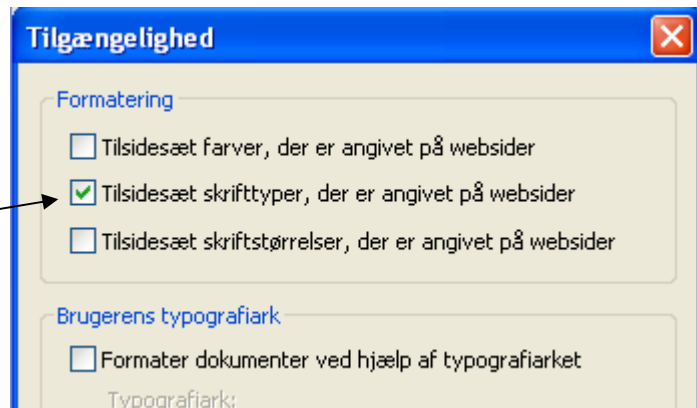 Tilgængelighed
Formatering
Tilsidesæt farver, der er angivet på websider
Tilsidesæt skrifttyper, der er angivet på websider
Tilsidesæt skriftstørrelser, der er angivet på websider
Brugerens typografiark
Formater dokumenter ved hjælp af typografiarket
Typografiark: